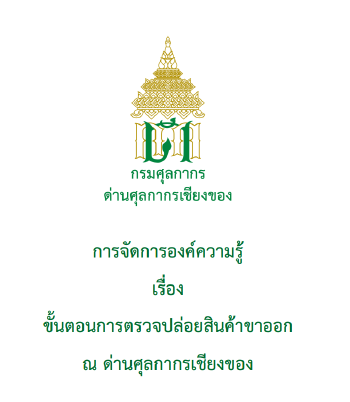 กรมศุลกากร
ด่านศุลกากรเชียงของ
การจัดการองค์ความรู้
เรื่อง
ขั้นตอนการตรวจปล่อยสินค้าขาออก
ณ ด่านศุลกากรเชียงของ